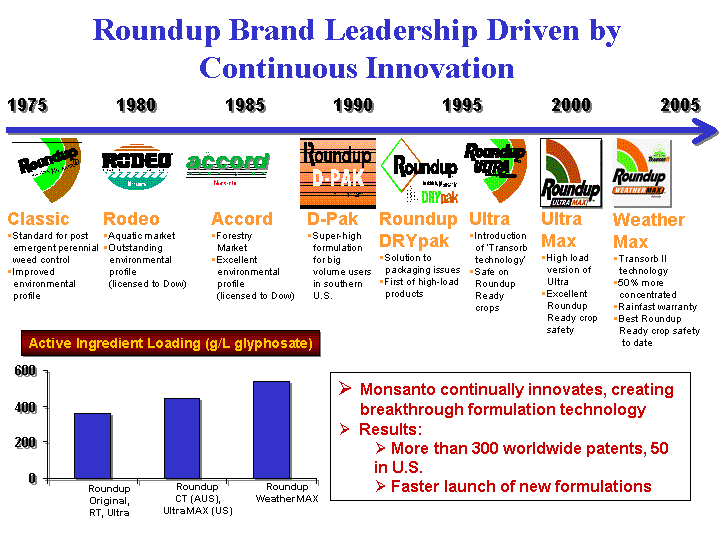 Roundup Brand Leadership Driven by
Continuous Innovation
1975 1980 1985 1990 1995 2000 2005
Roundup
RODEO
accord
Monsanto
Roundup
D-PAK
Roundup
DRYpak
Roundup
ULTRA
Roundup
ULTRA MAX
Transorb II
Roundup
WEATHERMAX
Classic
•Standard for post
emergent perennial
weed control
•Improved
environmental
profile
Rodeo
•Aquatic market
•Outstanding
environmental
profile
(licensed to Dow)
Accord
•Forestry
Market
•Excellent
environmental
profile
(licensed to Dow)
D-Pak
•Super-high
formulation
for big
volume users
in southern
U.S.
Roundup
DRYpak
•Solution to
packaging issues
•First of high-load
products
Ultra
•Introduction
of 'Transorb
technology'
•Safe on
Roundup
Ready
crops
Ultra
Max
•High load
version of
Ultra
•Excellent
Roundup
Ready crop
safety
Weather
Max
•Transorb II
technology
•50% more
concentrated
•Rainfast warranty
•Best Roundup
Ready crop safety
to date
Active Ingredient Loading (g/L glyphosate)
600
400
200
0
Roundup
Original,
RT, Ultra
Roundup
CT (AUS),
UltraMAX (US)
Roundup
WeatherMAX
➢ Monsanto continually innovates, creating
breakthrough formulation technology
➢ Results:
➢ More than 300 worldwide patents, 50
in U.S.
➢ Faster launch of new formulations